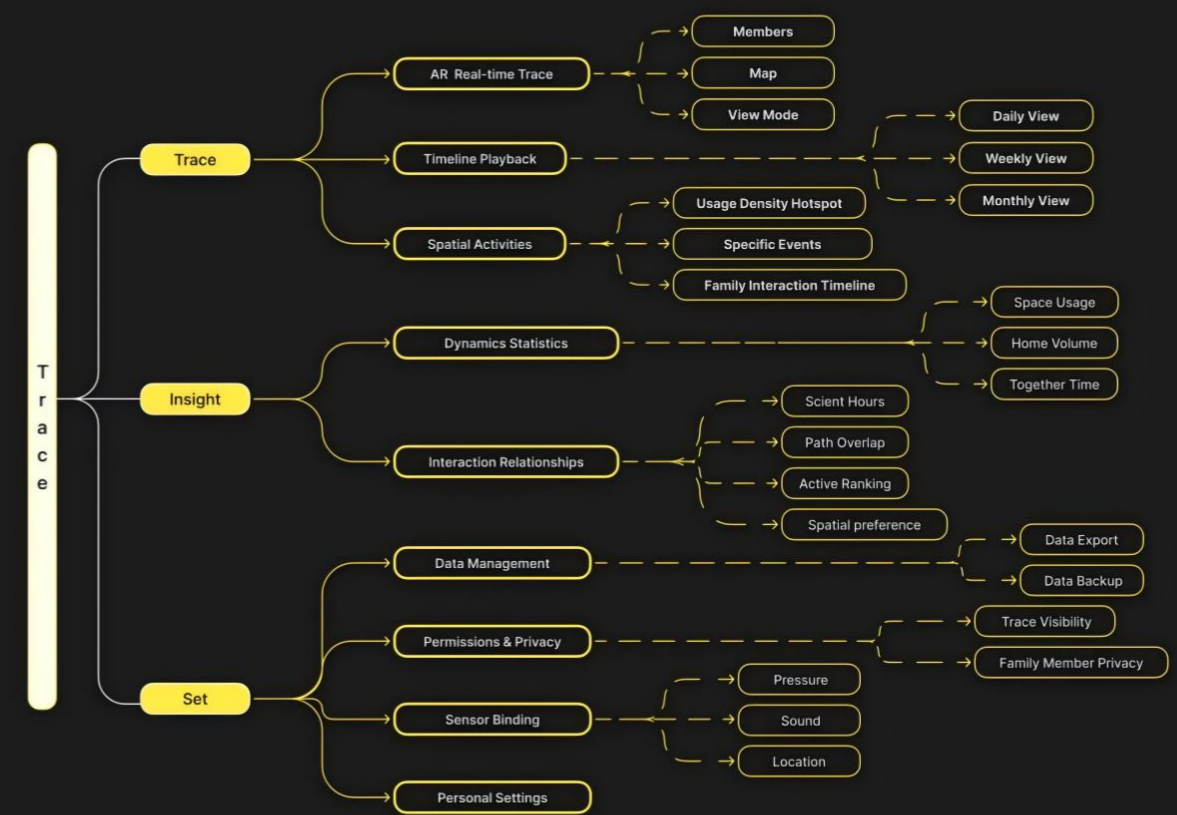 Trace
Trace
AR Real-time Trace
Members
Map
View Mode
Timeline Playback
Daily View
Weekly View
Monthly View
Spatial Activities
Usage Density Hotspot
Specific Events
Family Interaction Timeline
Insight
Dynamics Statistics
Space Usage
Home Volume
Together Time
Interaction Relationships
Scient Hours
Path Overlap
Active Ranking
Spatial preference
Set
Data Management
Data Export
Data Backup
Permissions & Privacy
Trace Visibility
Family Member Privacy
Sensor Binding
Pressure
Sound
Location
Personal Settings